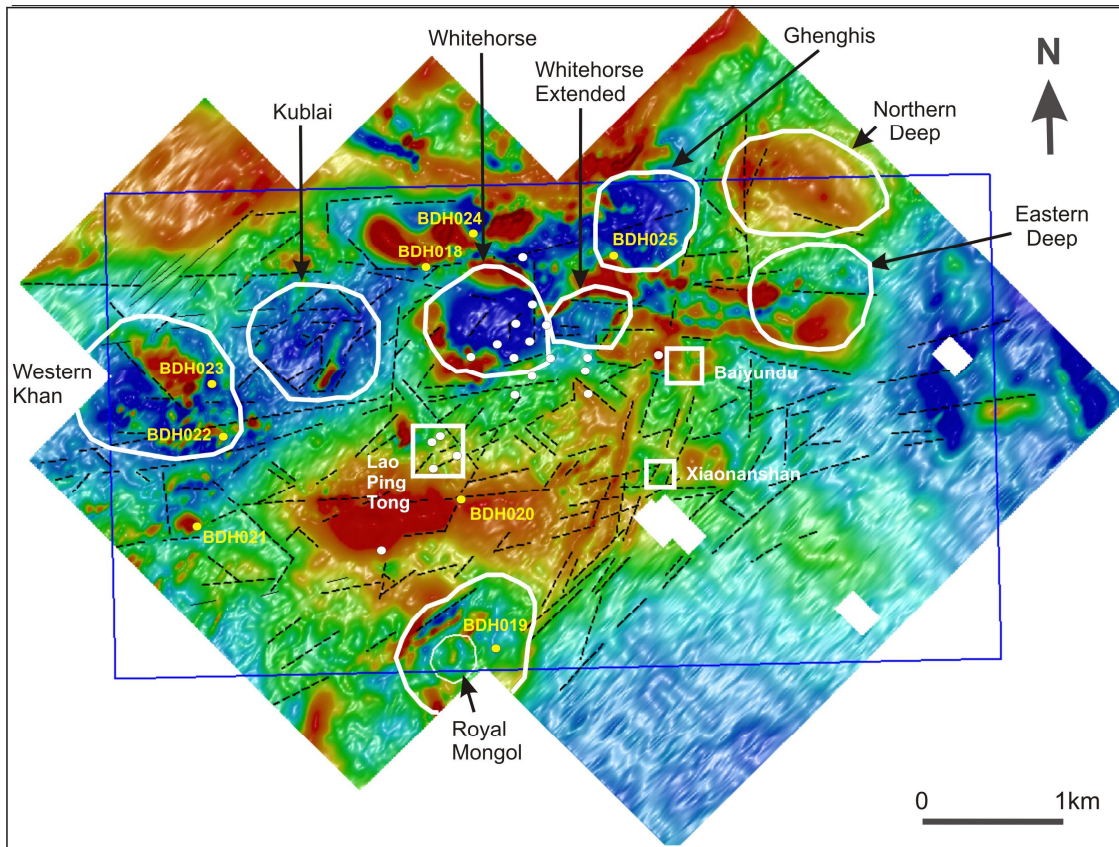 Whitehorse
Ghenghis
Whitehorse
Extended
N
Kublai
Northern
Deep
BDH024
BDH025
BDH018
Eastern
Deep
Western
Khan
BDH023
Baiyundu
BDH022
Lao
Ping
Tong
Xiaonanshan
BDH020
BDH021
BDH019
Royal
Mongol
0 1km